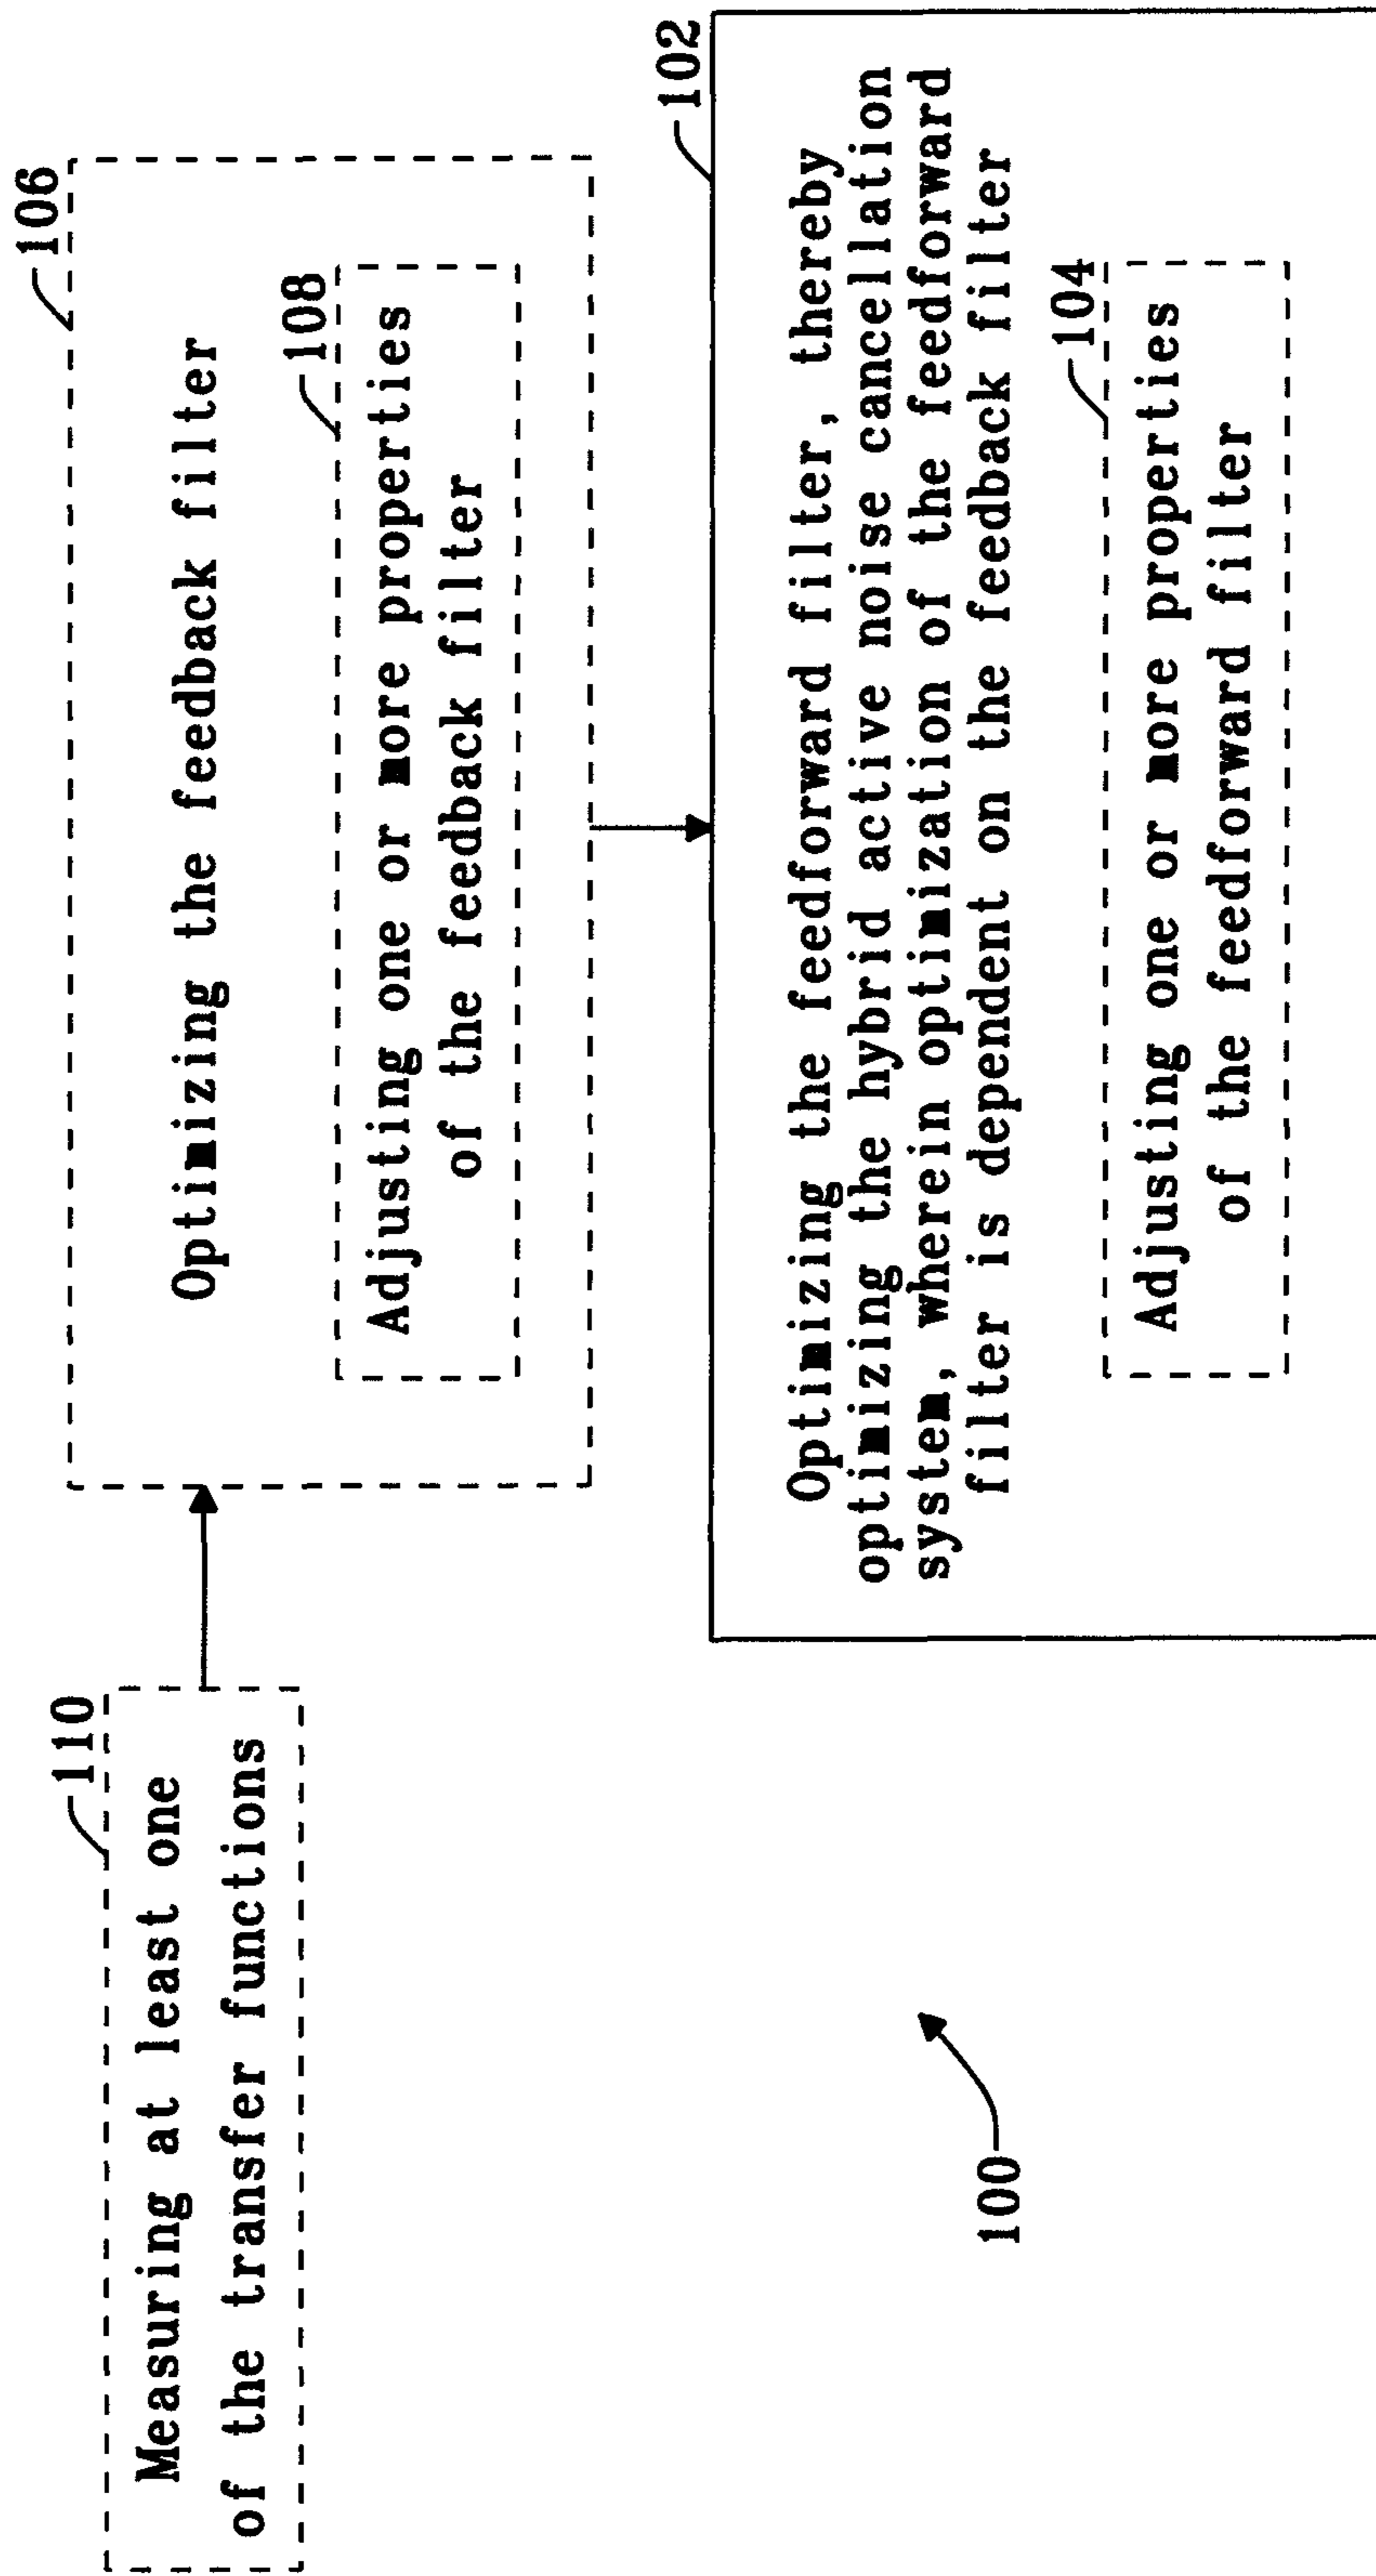 110
Measuring at least one
of the transfer functions
106
Optimizing the feedback filter
108
Adjusting one or more properties
of the feedback filter
102
Optimizing the feedforward filter, thereby
optimizing the hybrid active noise cancellation
system, wherein optimization of the feedforward
filter is dependent on the feedback filter
104
Adjusting one or more properties
of the feedforward filter
100